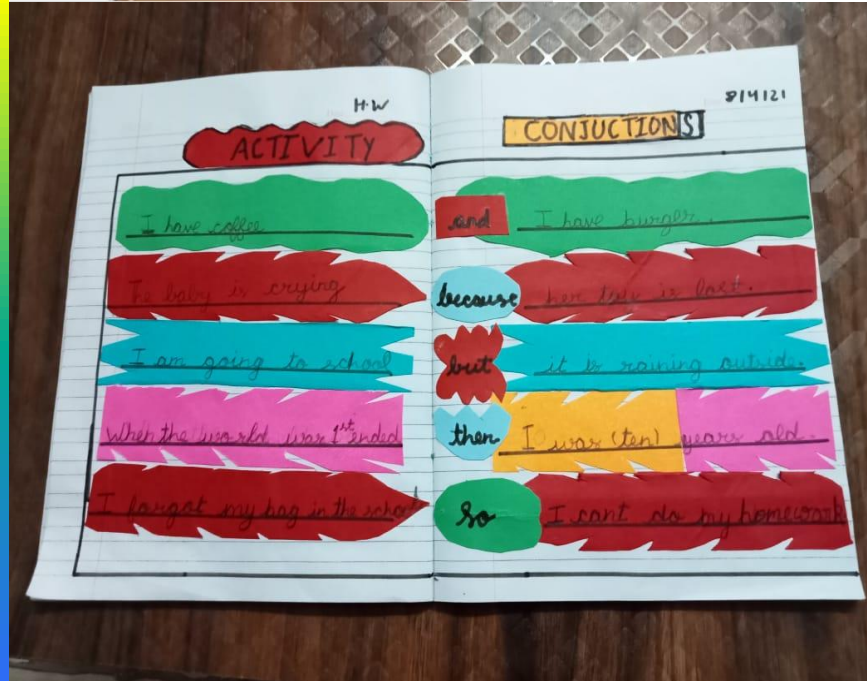 H.W
8/4/21
ACTIVITY
CONJUCTIONS
I have coffee and I have burger.
The baby is crying because her toy is lost.
I am going to school but it is raining outside.
When the world war 1st ended then I was (ten) years old.
I forgot my bag in the school so I cant do my homework